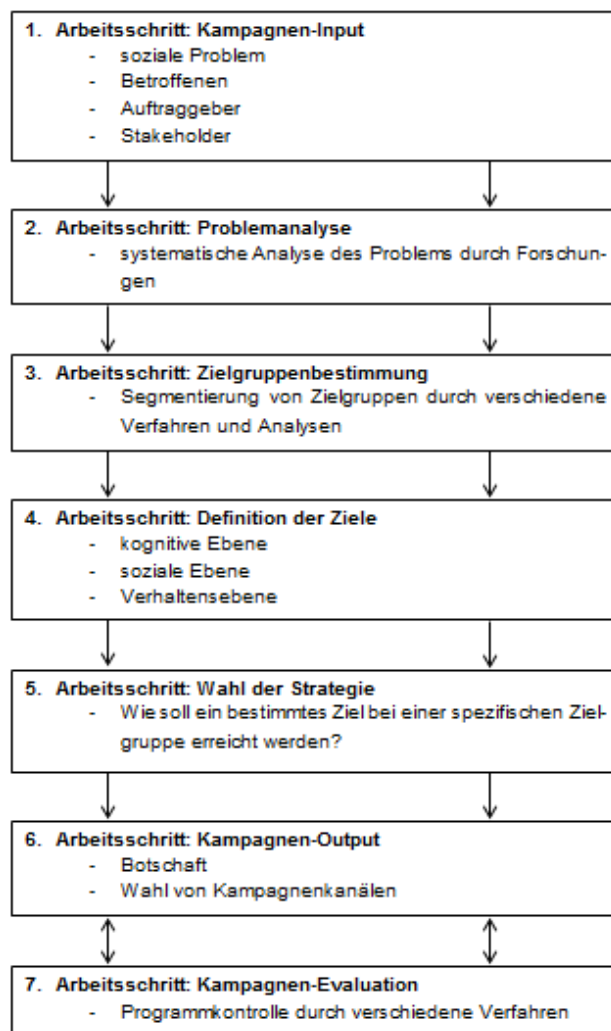 1. Arbeitsschritt: Kampagnen-Input
- soziale Problem
- Betroffenen
- Auftraggeber
- Stakeholder
2. Arbeitsschritt: Problemanalyse
- systematische Analyse des Problems durch Forschun-
gen
3. Arbeitsschritt: Zielgruppenbestimmung
- Segmentierung von Zielgruppen durch verschiedene
Verfahren und Analysen
4. Arbeitsschritt: Definition der Ziele
- kognitive Ebene
- soziale Ebene
- Verhaltensebene
5. Arbeitsschritt: Wahl der Strategie
- Wie soll ein bestimmtes Ziel bei einer spezifischen Ziel-
gruppe erreicht werden?
6. Arbeitsschritt: Kampagnen-Output
- Botschaft
- Wahl von Kampagnenkanälen
7. Arbeitsschritt: Kampagnen-Evaluation
- Programmkontrolle durch verschiedene Verfahren